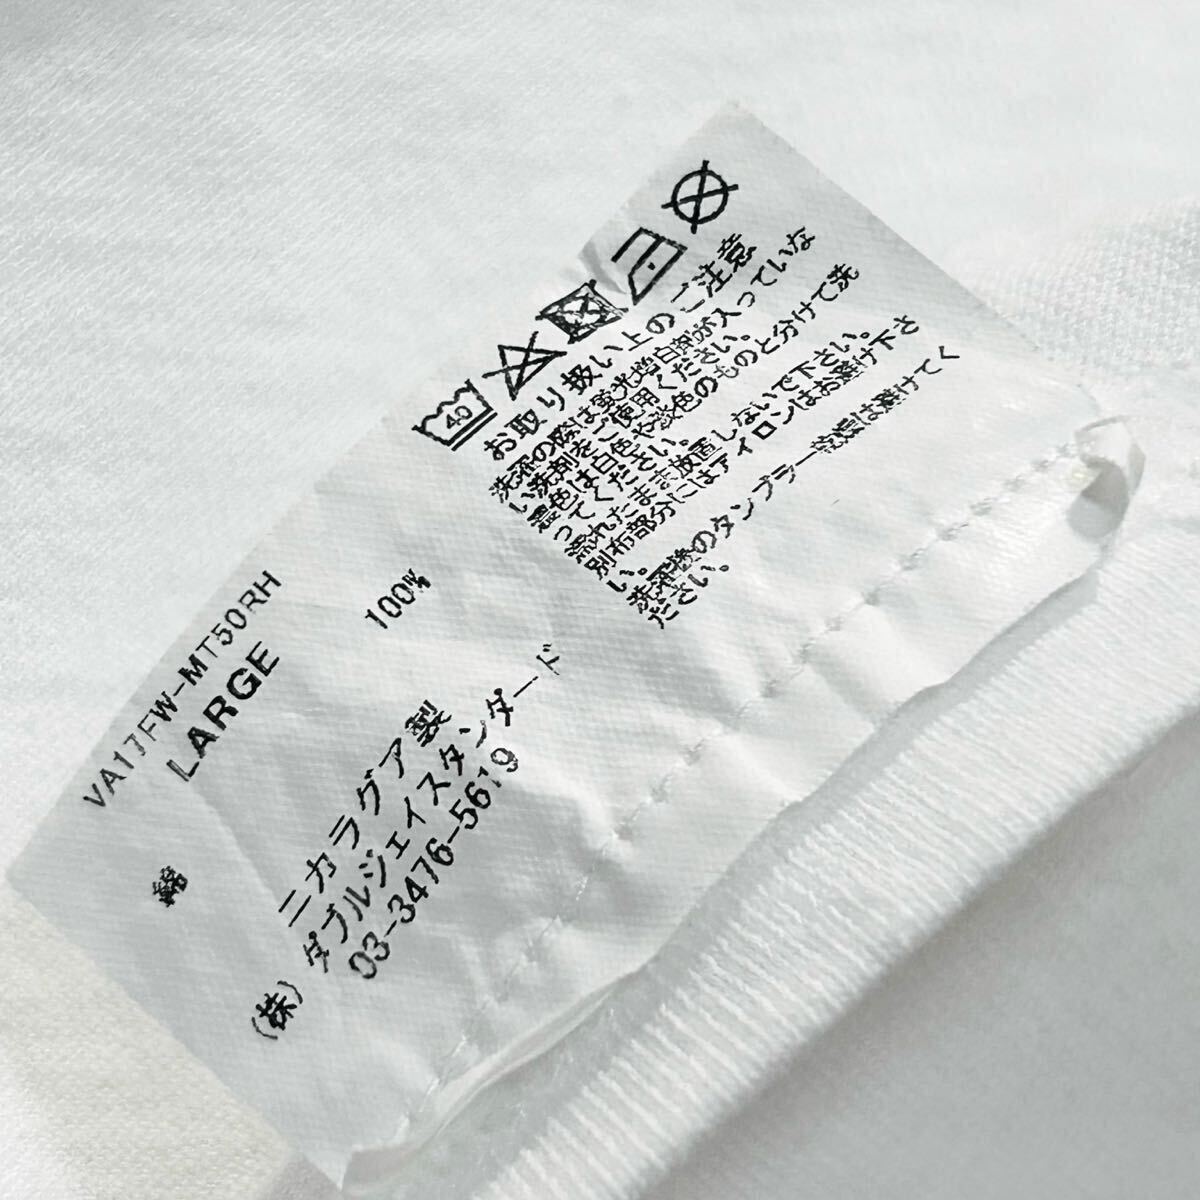 VA17FW-MT50RH
LARGE
綿 100%
ニカラグア製
(株) ダブルジェイスタンダード
03-3476-5619
40
お取り扱い上のご注意
洗濯の際は蛍光増白剤が入っていな
い洗剤をご使用ください。
濃色は白色や淡色のものと分けて洗
ってください。
濡れたまま放置しないで下さい。
別布部分にはアイロンはお避け下さ
い。
洗濯後のタンブラー乾燥は避けてく
ださい。